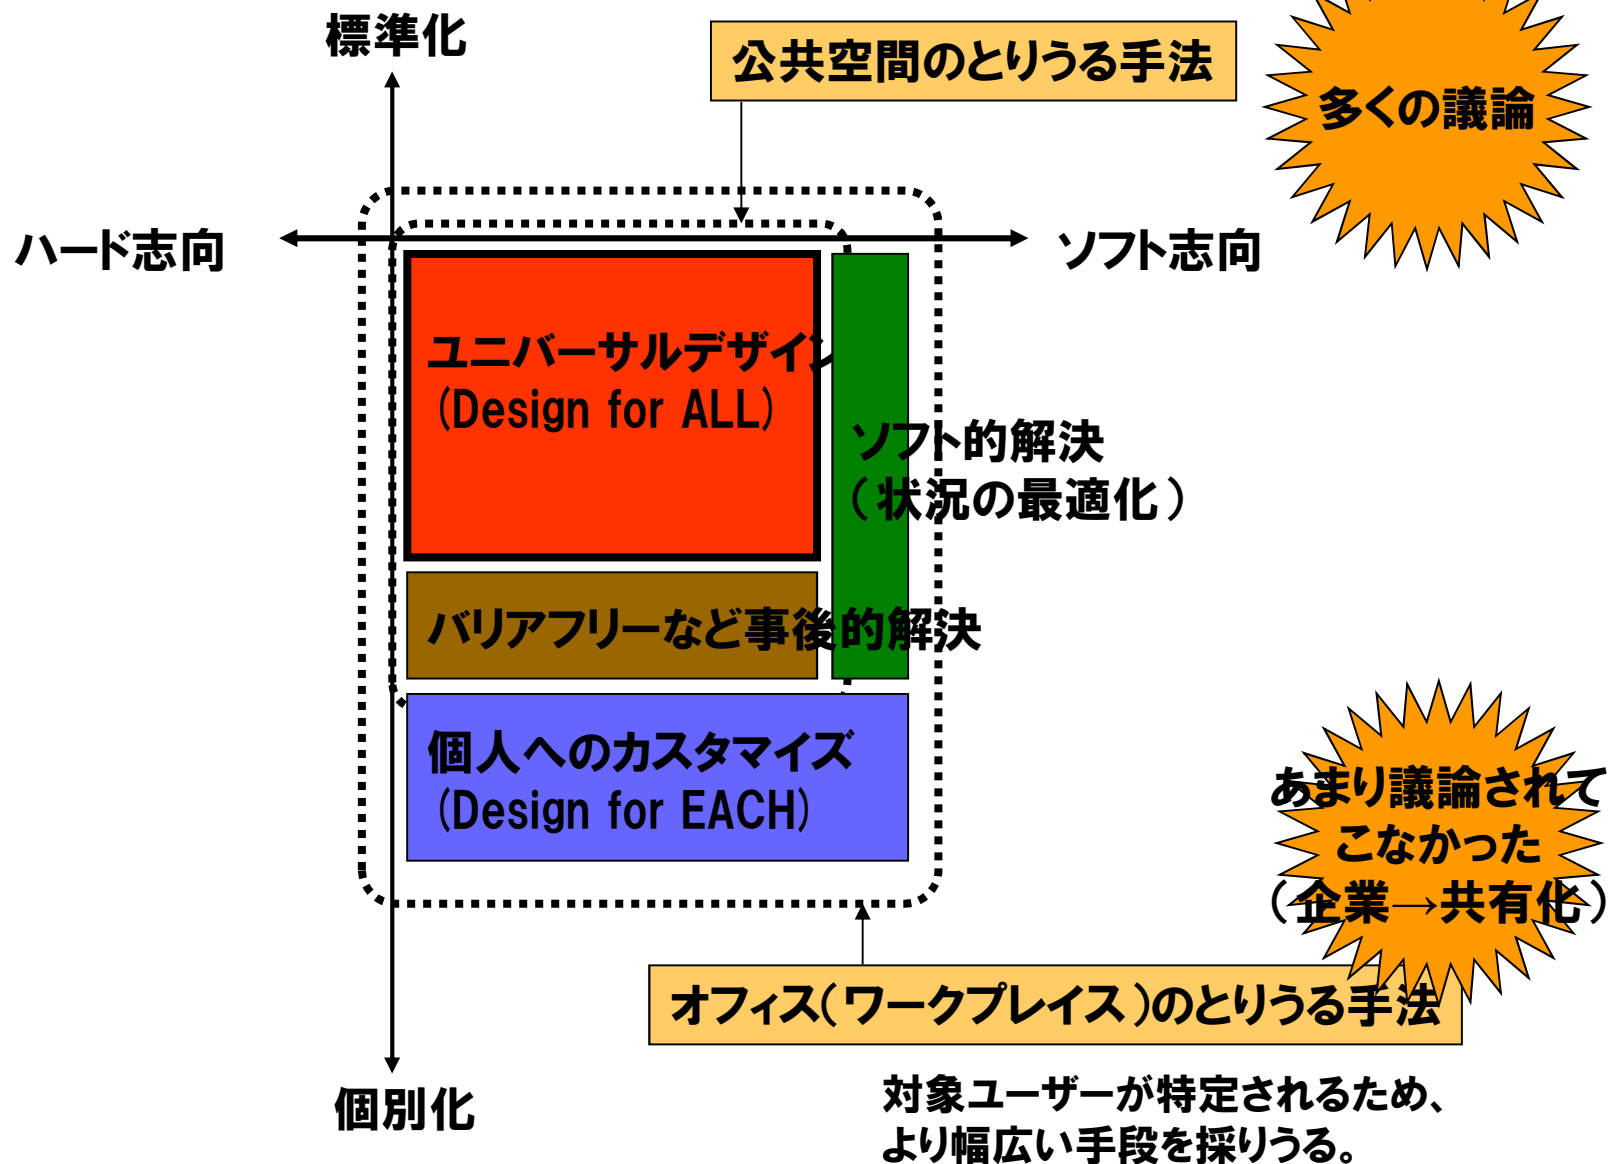 標準化
公共空間のとりうる手法
多くの議論
ハード志向
ソフト志向
ユニバーサルデザイン
(Design for ALL)
ソフト的解決
(状況の最適化)
バリアフリーなど事後的解決
個人へのカスタマイズ
(Design for EACH)
あまり議論されて
こなかった
(企業→共有化)
オフィス(ワークプレイス)のとりうる手法
個別化
対象ユーザーが特定されるため、
より幅広い手段を採りうる。